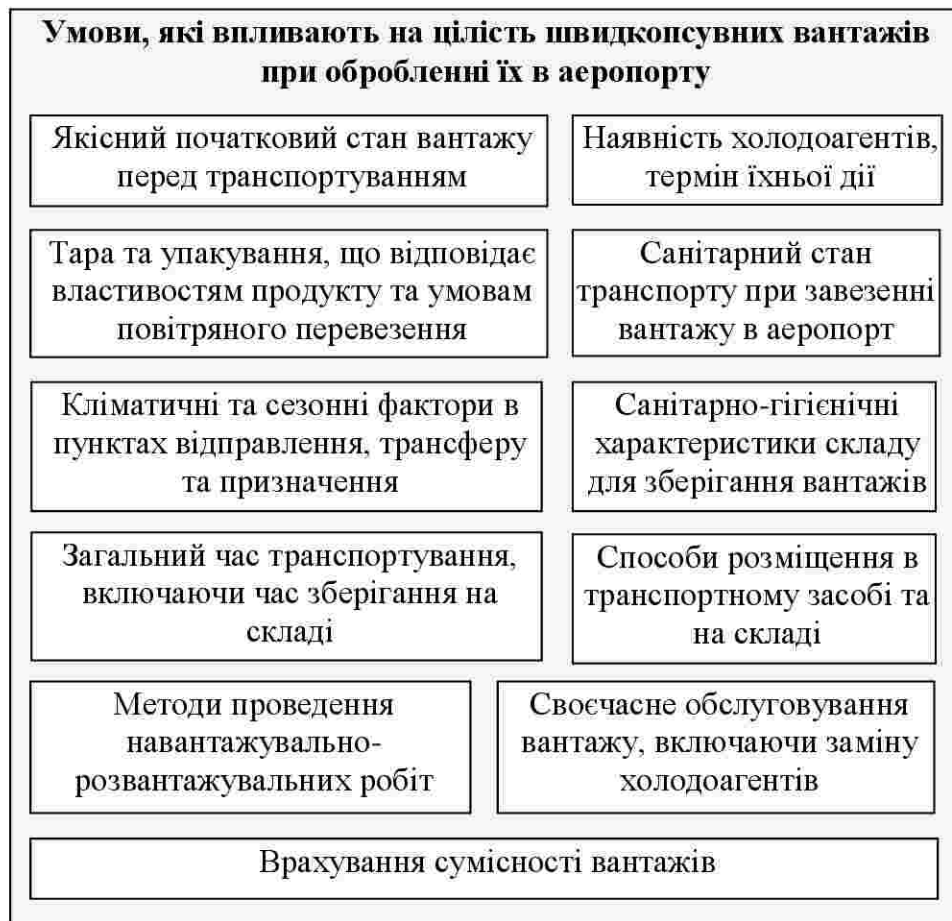 Умови, які впливають на цілість швидкопсувних вантажів
при обробленні їх в аеропорту
Якісний початковий стан вантажу
перед транспортуванням
Наявність холодоагентів,
термін їхньої дії
Тара та упакування, що відповідає
властивостям продукту та умовам
повітряного перевезення
Санітарний стан
транспорту при завезенні
вантажу в аеропорт
Кліматичні та сезонні фактори в
пунктах відправлення, трансферу
та призначення
Санітарно-гігієнічні
характеристики складу
для зберігання вантажів
Загальний час транспортування,
включаючи час зберігання на
складі
Способи розміщення в
транспортному засобі та
на складі
Методи проведення
навантажувально-
розвантажувальних робіт
Своєчасне обслуговування
вантажу, включаючи заміну
холодоагентів
Врахування сумісності вантажів